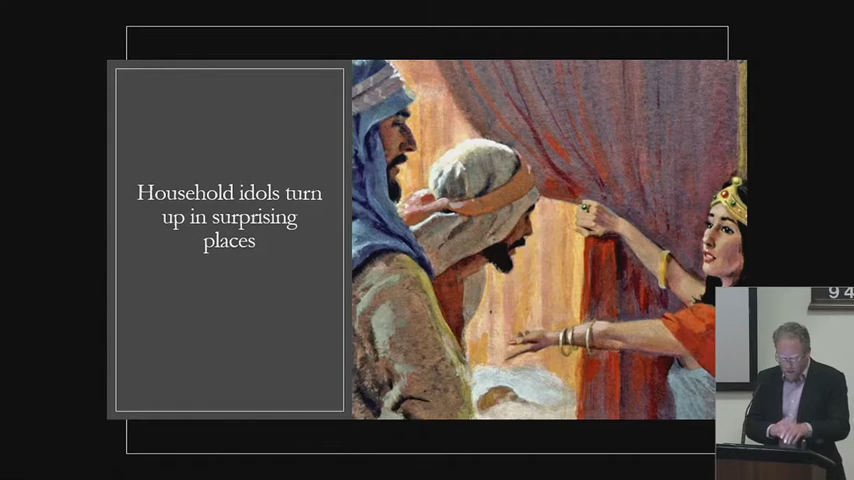 Household idols turn
up in surprising
places
94